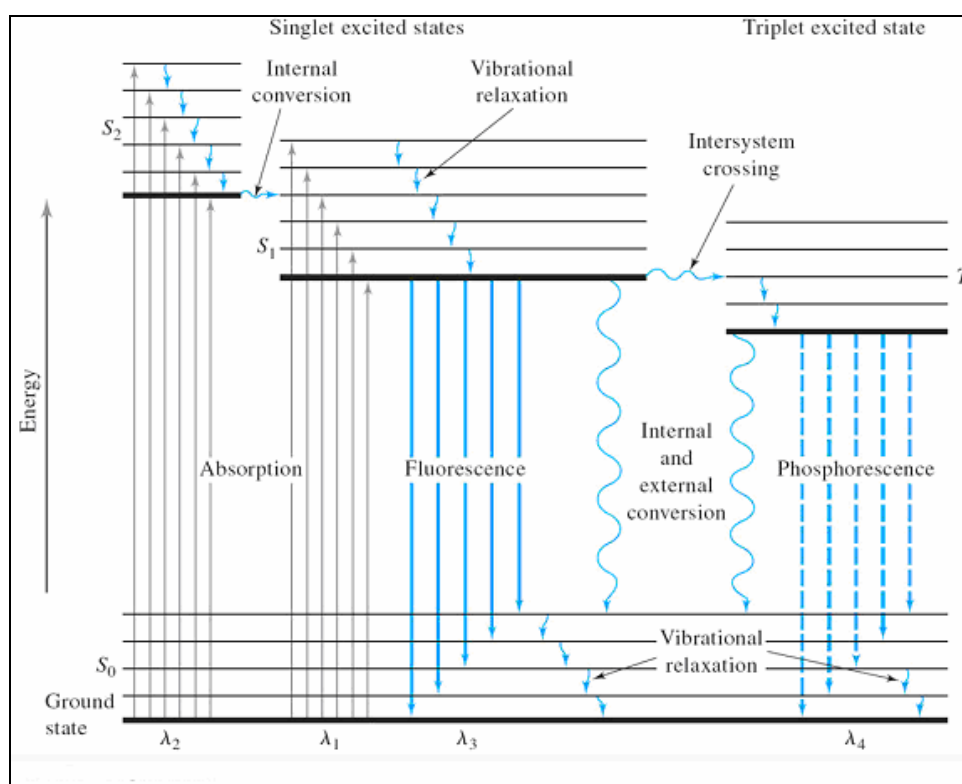 Singlet excited states
Triplet excited state
Internal
conversion
Vibrational
relaxation
S2
Intersystem
crossing
S1
Energy
Absorption
Fluorescence
Internal
and
external
conversion
Phosphorescence
S0
Vibrational
relaxation
Ground
state
λ2
λ1
λ3
λ4